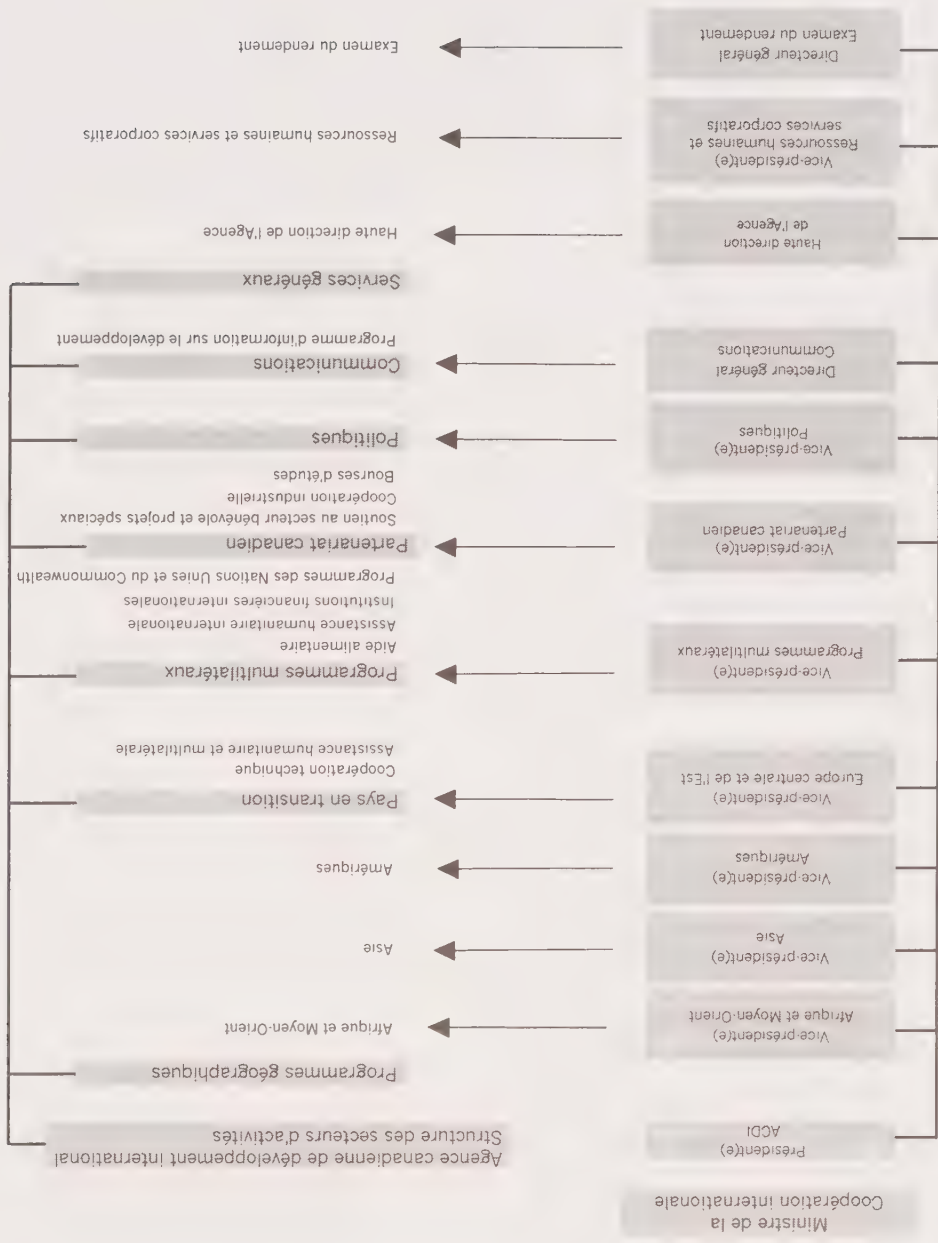 Ministre de la
Coopération internationale
Président(e)
ACDI
Agence canadienne de développement international
Structure des secteurs d'activités
Programmes géographiques
Vice-président(e)
Afrique et Moyen-Orient
Afrique et Moyen-Orient
Vice-président(e)
Asie
Asie
Vice-président(e)
Amériques
Amériques
Vice-président(e)
Europe centrale et de l'Est
Pays en transition
Coopération technique
Assistance humanitaire et multilatérale
Vice-président(e)
Programmes multilatéraux
Programmes multilatéraux
Aide alimentaire
Assistance humanitaire internationale
Institutions financières internationales
Programmes des Nations Unies et du Commonwealth
Vice-président(e)
Partenariat canadien
Partenariat canadien
Soutien au secteur bénévole et projets spéciaux
Coopération industrielle
Bourses d'études
Vice-président(e)
Politiques
Politiques
Directeur général
Communications
Communications
Programme d'information sur le développement
Services généraux
Haute direction
de l'Agence
Haute direction de l'Agence
Vice-président(e)
Ressources humaines et
services corporatifs
Ressources humaines et services corporatifs
Directeur général
Examen du rendement
Examen du rendement